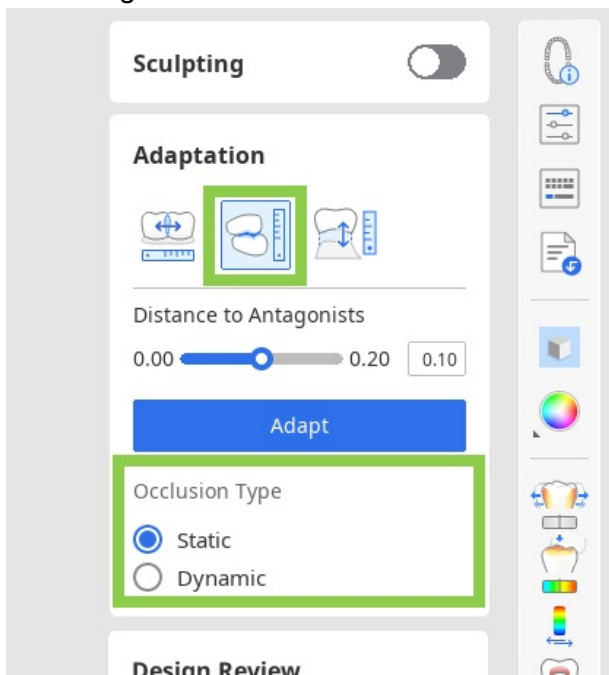 Sculpting
Adaptation
Distance to Antagonists
0.00 0.20 0.10
Adapt
Occlusion Type
Static
Dynamic
Design Review